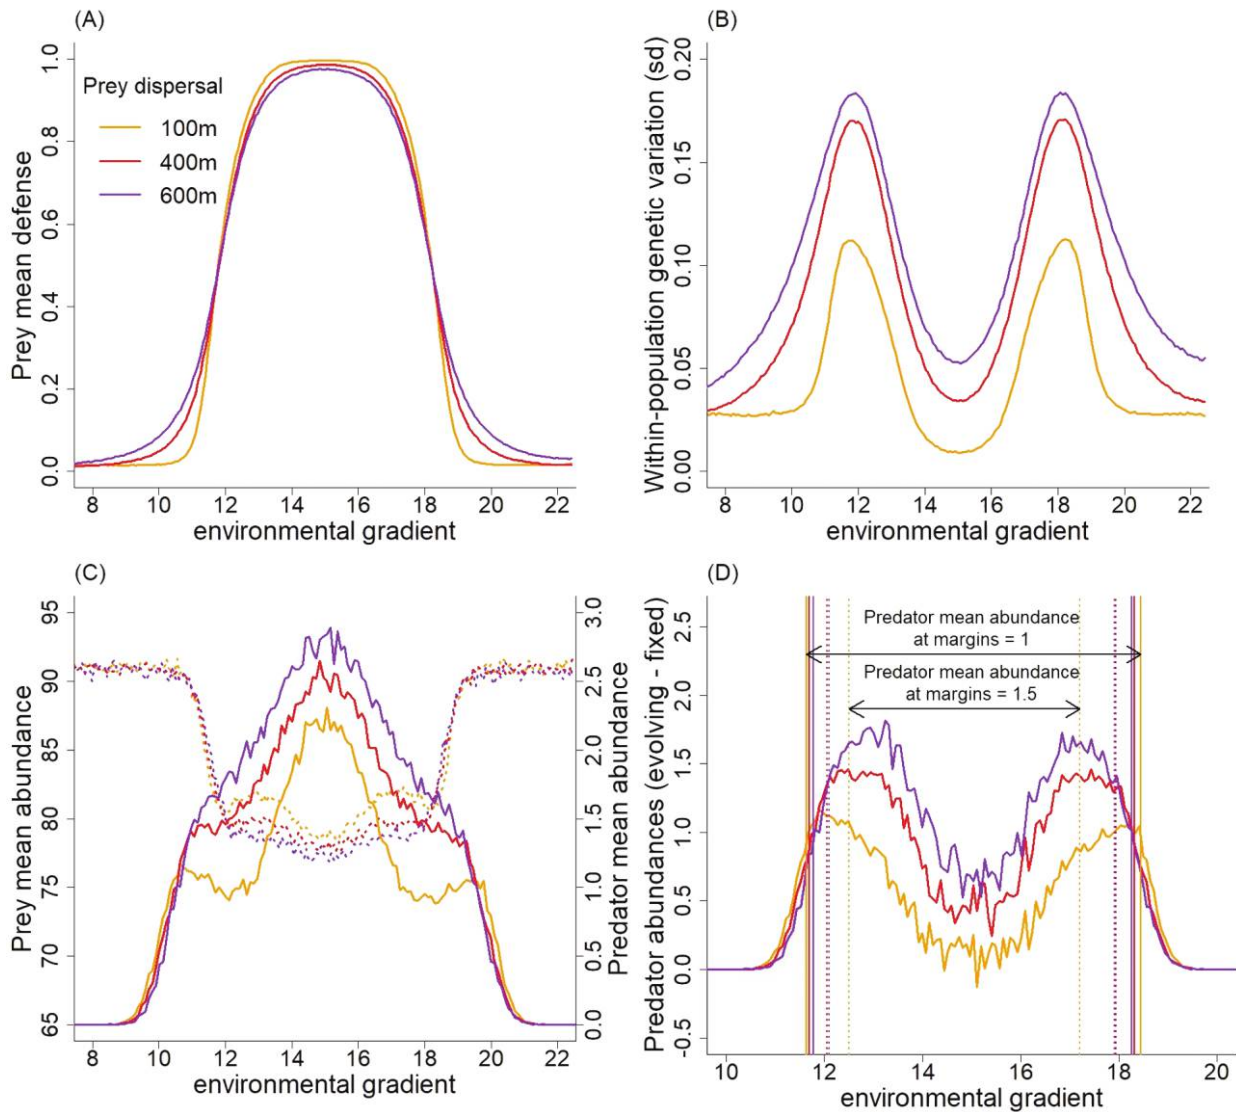 (A)
Prey mean defense
1.0
0.8
0.6
0.4
0.2
0.0
Prey dispersal
100m
400m
600m
8 10 12 14 16 18 20 22
environmental gradient
(B)
Within-population genetic variation (sd)
0.20
0.15
0.10
0.05
0.00
8 10 12 14 16 18 20 22
environmental gradient
(C)
Prey mean abundance
95
90
85
80
75
70
65
Predator mean abundance
3.0
2.5
2.0
1.5
1.0
0.5
0.0
8 10 12 14 16 18 20 22
environmental gradient
(D)
Predator abundances (evolving - fixed)
2.5
2.0
1.5
1.0
0.5
0.0
-0.5
Predator mean abundance
at margins = 1
Predator mean abundance
at margins = 1.5
10 12 14 16 18 20
environmental gradient